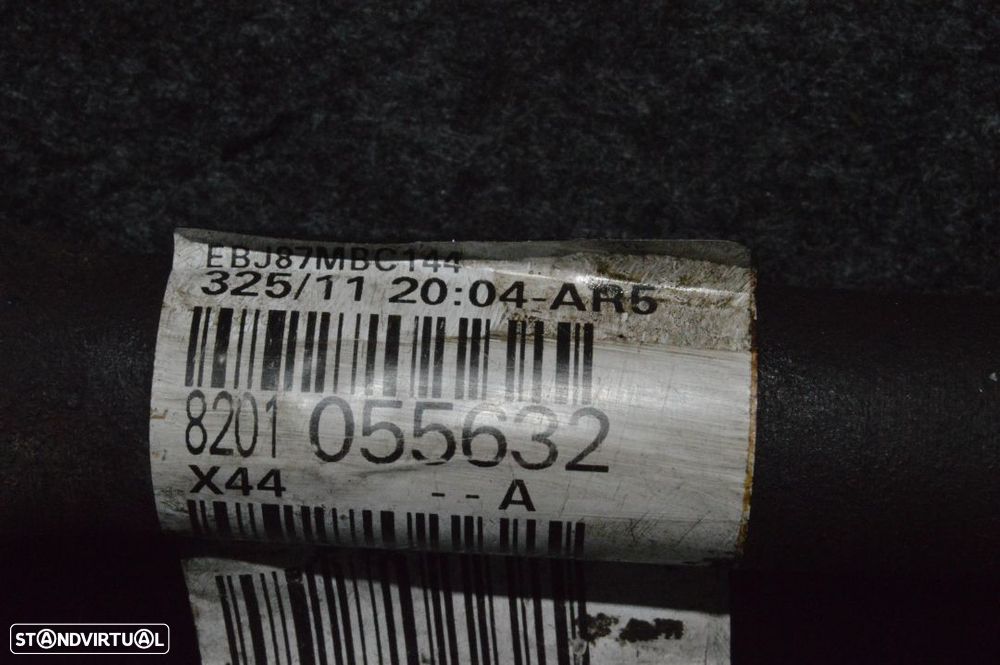 EBJ87MBC144
325/11 20:04-AR5
8201 055632
X44 - - A
STANDVIRTUAL